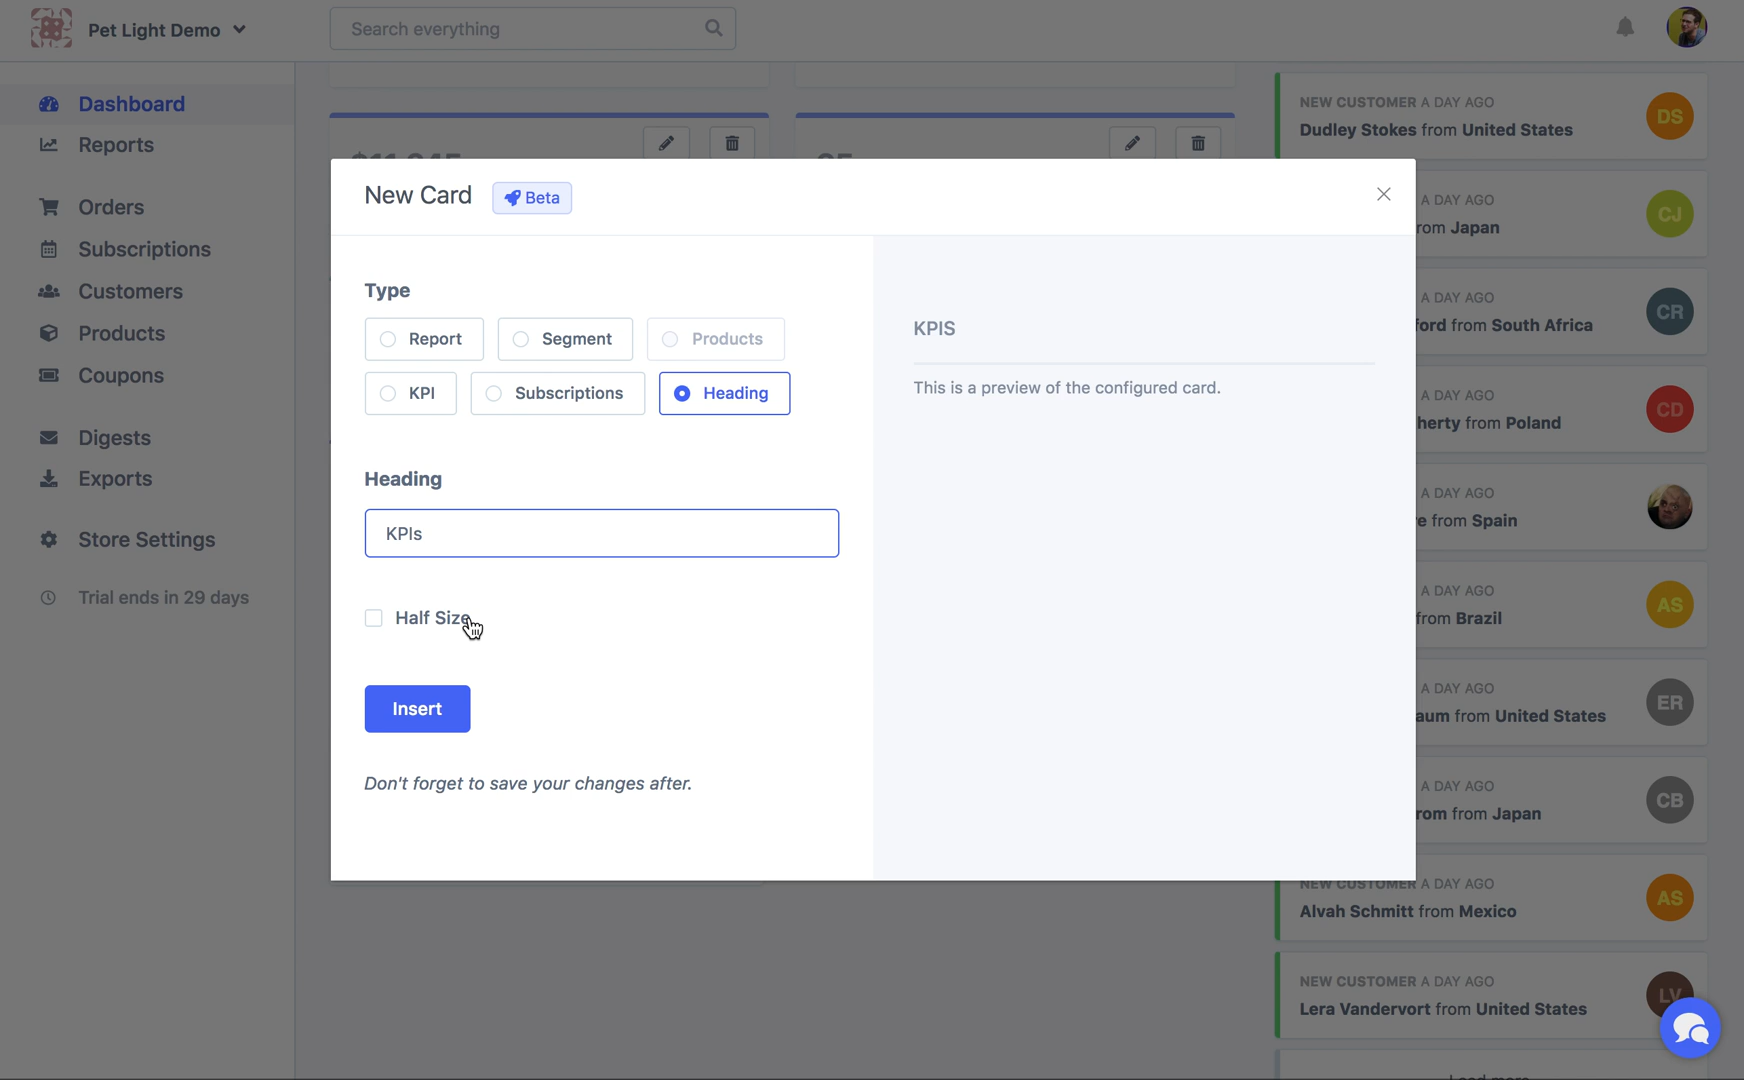 Pet Light Demo
Search everything
Dashboard
Reports
Orders
Subscriptions
Customers
Products
Coupons
Digests
Exports
Store Settings
Trial ends in 29 days
New Card
Beta
Type
Report
Segment
Products
KPI
Subscriptions
Heading
Heading
KPIs
Half Size
Insert
Don't forget to save your changes after.
KPIS
This is a preview of the configured card.
NEW CUSTOMER A DAY AGO
Dudley Stokes from United States
DS
A DAY AGO
from Japan
CJ
A DAY AGO
from South Africa
CR
A DAY AGO
from Poland
CD
A DAY AGO
from Spain
A DAY AGO
from Brazil
AS
A DAY AGO
from United States
ER
A DAY AGO
from Japan
CB
NEW CUSTOMER A DAY AGO
Alvah Schmitt from Mexico
AS
NEW CUSTOMER A DAY AGO
Lera Vandervort from United States
LV